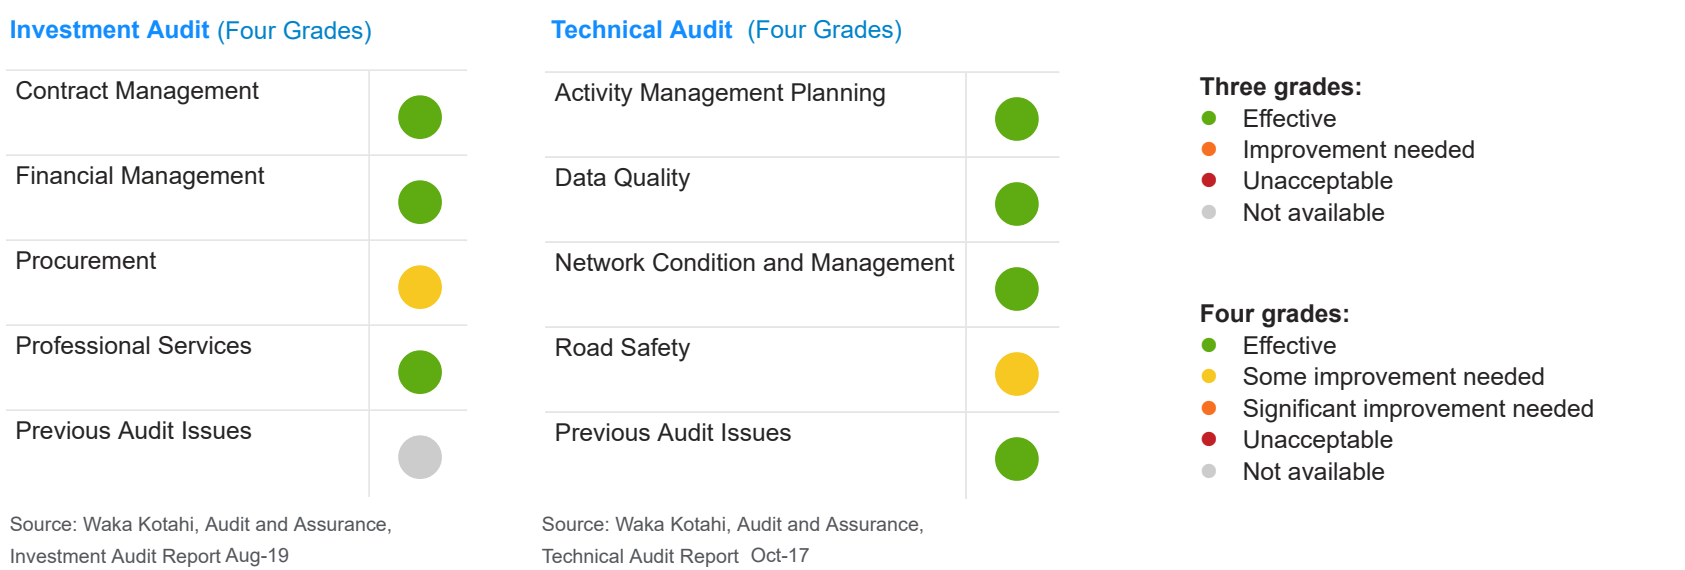 Investment Audit (Four Grades)
Contract Management
Financial Management
Procurement
Professional Services
Previous Audit Issues
Source: Waka Kotahi, Audit and Assurance,
Investment Audit Report Aug-19
Technical Audit (Four Grades)
Activity Management Planning
Data Quality
Network Condition and Management
Road Safety
Previous Audit Issues
Source: Waka Kotahi, Audit and Assurance,
Technical Audit Report Oct-17
Three grades:
Effective
Improvement needed
Unacceptable
Not available
Four grades:
Effective
Some improvement needed
Significant improvement needed
Unacceptable
Not available